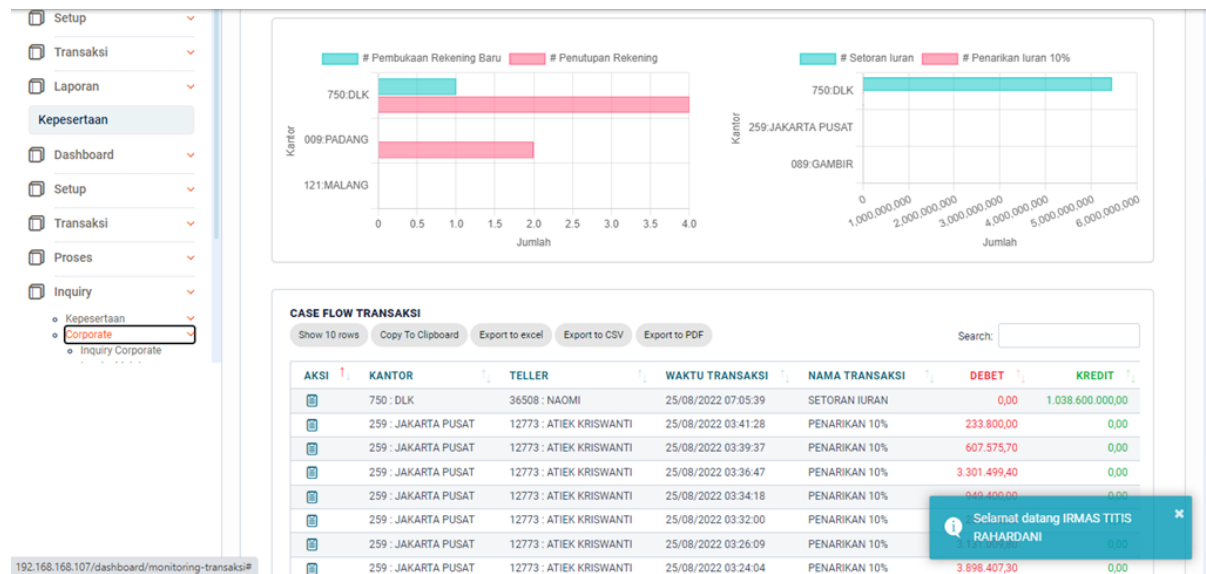 Setup
Transaksi
Laporan
Kepesertaan
Dashboard
Setup
Transaksi
Proses
Inquiry
Kepesertaan
Corporate
Inquiry Corporate
# Pembukaan Rekening Baru # Penutupan Rekening
Kantor
750:DLK
009:PADANG
121:MALANG
0 0.5 1.0 1.5 2.0 2.5 3.0 3.5 4.0
Jumlah
# Setoran Iuran # Penarikan Iuran 10%
Kantor
750:DLK
259:JAKARTA PUSAT
089:GAMBIR
0 1,000,000,000 2,000,000,000 3,000,000,000 4,000,000,000 5,000,000,000 6,000,000,000
Jumlah
CASE FLOW TRANSAKSI
Show 10 rows Copy To Clipboard Export to excel Export to CSV Export to PDF Search:
AKSI KANTOR TELLER WAKTU TRANSAKSI NAMA TRANSAKSI DEBET KREDIT
750 : DLK 36508 : NAOMI 25/08/2022 07:05:39 SETORAN IURAN 0,00 1.038.600.000,00
259 : JAKARTA PUSAT 12773 : ATIEK KRISWANTI 25/08/2022 03:41:28 PENARIKAN 10% 233.800,00 0,00
259 : JAKARTA PUSAT 12773 : ATIEK KRISWANTI 25/08/2022 03:39:37 PENARIKAN 10% 607.575,70 0,00
259 : JAKARTA PUSAT 12773 : ATIEK KRISWANTI 25/08/2022 03:36:47 PENARIKAN 10% 3.301.499,40 0,00
259 : JAKARTA PUSAT 12773 : ATIEK KRISWANTI 25/08/2022 03:34:18 PENARIKAN 10% 949.400,00 0,00
259 : JAKARTA PUSAT 12773 : ATIEK KRISWANTI 25/08/2022 03:32:00 PENARIKAN 10%
259 : JAKARTA PUSAT 12773 : ATIEK KRISWANTI 25/08/2022 03:26:09 PENARIKAN 10%
259 : JAKARTA PUSAT 12773 : ATIEK KRISWANTI 25/08/2022 03:24:04 PENARIKAN 10% 3.898.407,30 0,00
Selamat datang IRMAS TITIS
RAHARDANI
192.168.168.107/dashboard/monitoring-transaksi#